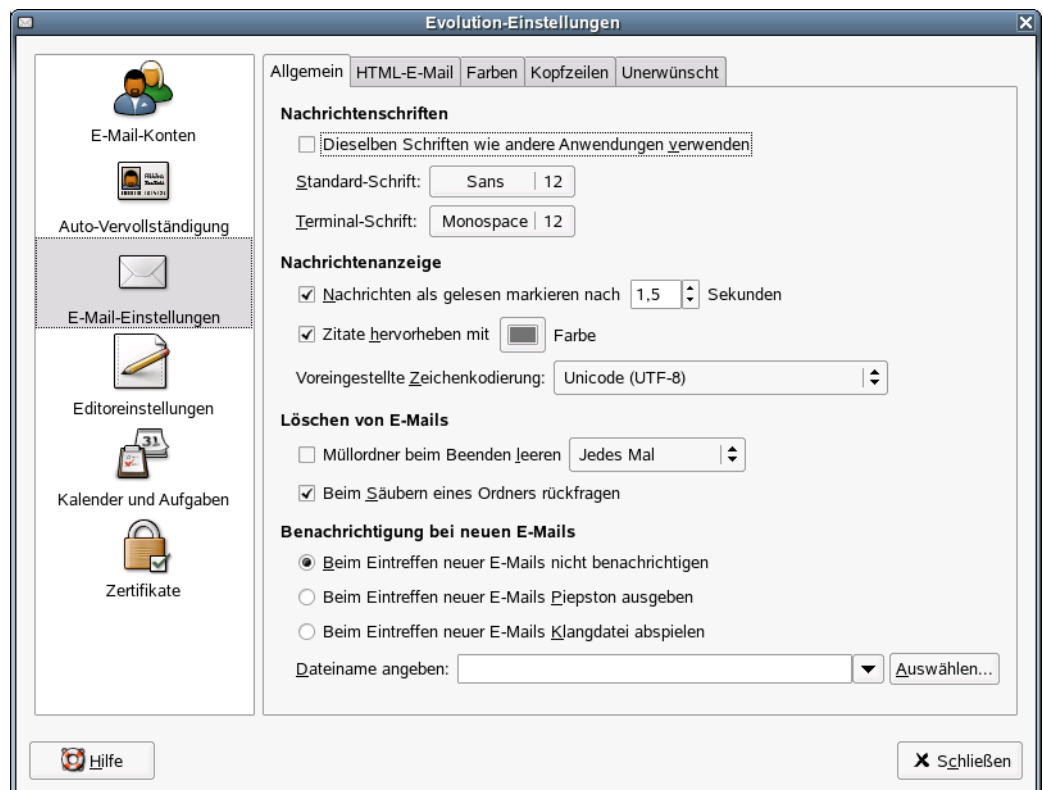 Evolution-Einstellungen
E-Mail-Konten
Auto-Vervollständigung
E-Mail-Einstellungen
Editoreinstellungen
31
Kalender und Aufgaben
Zertifikate
Allgemein HTML-E-Mail Farben Kopfzeilen Unerwünscht
Nachrichtenschriften
Dieselben Schriften wie andere Anwendungen verwenden
Standard-Schrift: Sans 12
Terminal-Schrift: Monospace 12
Nachrichtenanzeige
Nachrichten als gelesen markieren nach 1,5 Sekunden
Zitate hervorheben mit Farbe
Voreingestellte Zeichenkodierung: Unicode (UTF-8)
Löschen von E-Mails
Müllordner beim Beenden leeren Jedes Mal
Beim Säubern eines Ordners rückfragen
Benachrichtigung bei neuen E-Mails
Beim Eintreffen neuer E-Mails nicht benachrichtigen
Beim Eintreffen neuer E-Mails Piepston ausgeben
Beim Eintreffen neuer E-Mails Klangdatei abspielen
Dateiname angeben: Auswählen...
Hilfe Schließen